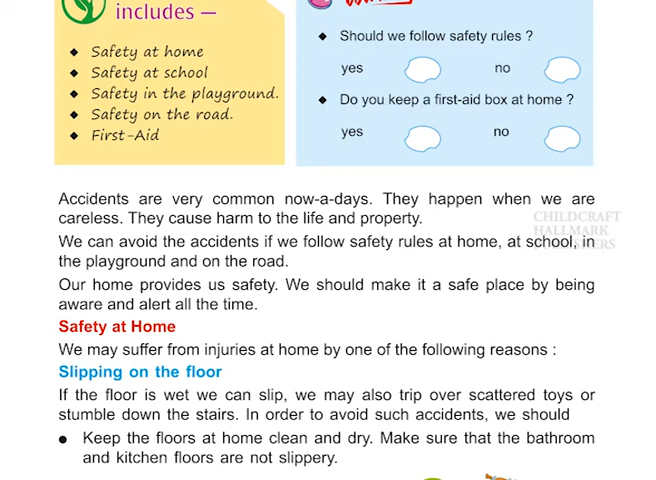 includes —
Safety at home
Safety at school
Safety in the playground.
Safety on the road.
First-Aid
Should we follow safety rules ?
yes no
Do you keep a first-aid box at home ?
yes no
Accidents are very common now-a-days. They happen when we are
careless. They cause harm to the life and property.
We can avoid the accidents if we follow safety rules at home, at school, in
the playground and on the road.
Our home provides us safety. We should make it a safe place by being
aware and alert all the time.
CHILDCRAFT
HALLMARK
Safety at Home
We may suffer from injuries at home by one of the following reasons :
Slipping on the floor
If the floor is wet we can slip, we may also trip over scattered toys or
stumble down the stairs. In order to avoid such accidents, we should
Keep the floors at home clean and dry. Make sure that the bathroom
and kitchen floors are not slippery.